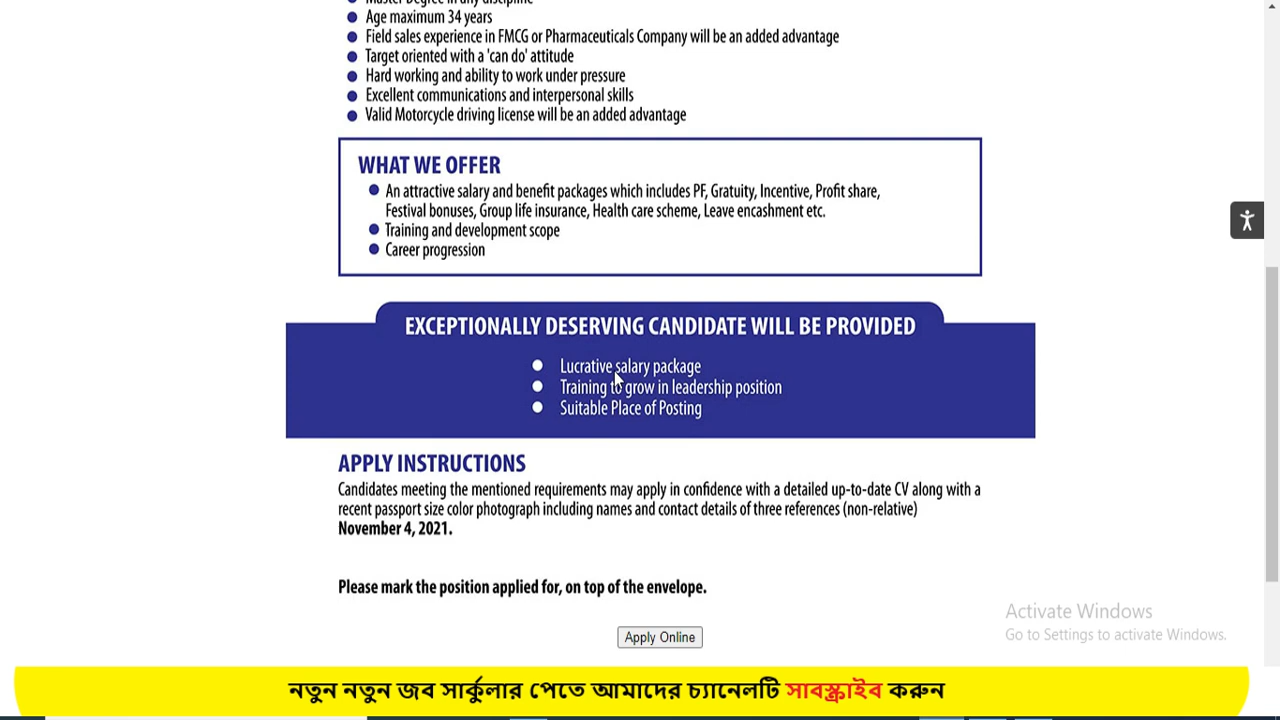 Master Degree in any discipline
Age maximum 34 years
Field sales experience in FMCG or Pharmaceuticals Company will be an added advantage
Target oriented with a 'can do' attitude
Hard working and ability to work under pressure
Excellent communications and interpersonal skills
Valid Motorcycle driving license will be an added advantage
WHAT WE OFFER
An attractive salary and benefit packages which includes PF, Gratuity, Incentive, Profit share,
Festival bonuses, Group life insurance, Health care scheme, Leave encashment etc.
Training and development scope
Career progression
EXCEPTIONALLY DESERVING CANDIDATE WILL BE PROVIDED
Lucrative salary package
Training to grow in leadership position
Suitable Place of Posting
APPLY INSTRUCTIONS
Candidates meeting the mentioned requirements may apply in confidence with a detailed up-to-date CV along with a
recent passport size color photograph including names and contact details of three references (non-relative)
November 4, 2021.
Please mark the position applied for, on top of the envelope.
Apply Online
Activate Windows
Go to Settings to activate Windows.
নতুন নতুন জব সার্কুলার পেতে আমাদের চ্যানেলটি সাবস্ক্রাইব করুন